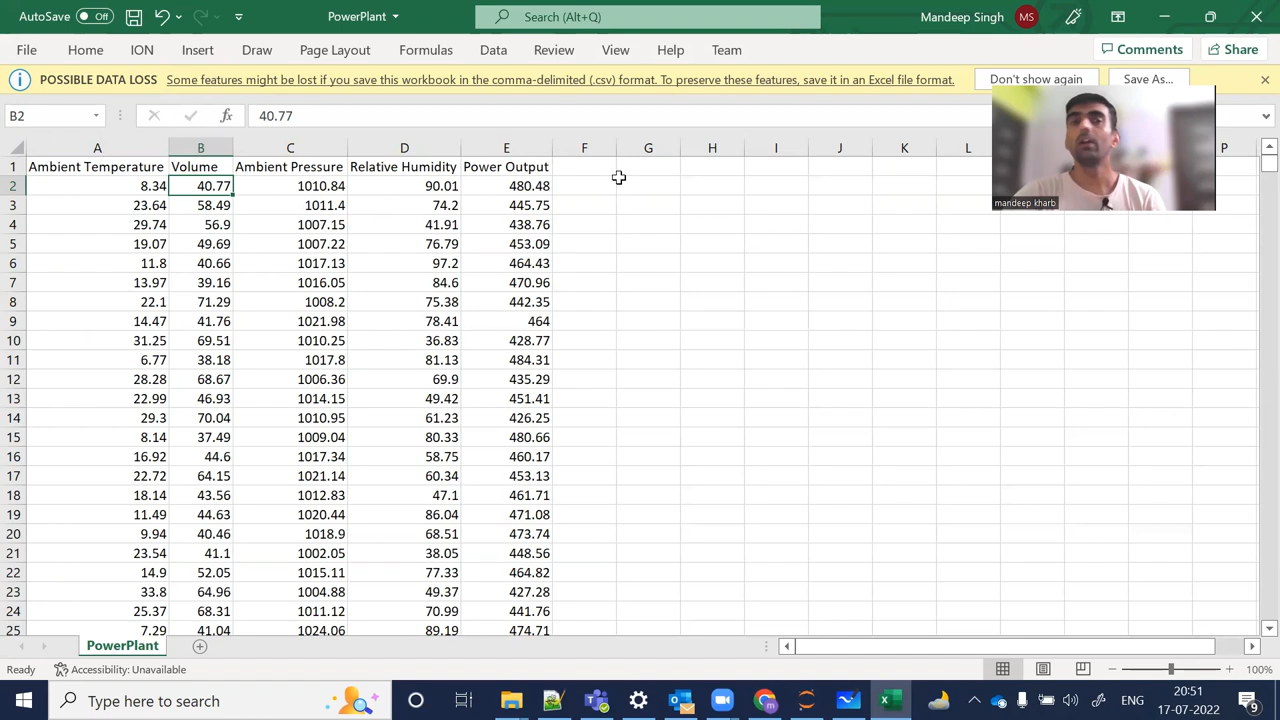 AutoSave Off PowerPlant Search (Alt+Q) Mandeep Singh MS
File Home ION Insert Draw Page Layout Formulas Data Review View Help Team Comments Share
POSSIBLE DATA LOSS Some features might be lost if you save this workbook in the comma-delimited (.csv) format. To preserve these features, save it in an Excel file format. Don't show again Save As...
B2 fx 40.77
A B C D E F G H I J K L P
1 Ambient Temperature Volume Ambient Pressure Relative Humidity Power Output
2 8.34 40.77 1010.84 90.01 480.48
3 23.64 58.49 1011.4 74.2 445.75
4 29.74 56.9 1007.15 41.91 438.76
5 19.07 49.69 1007.22 76.79 453.09
6 11.8 40.66 1017.13 97.2 464.43
7 13.97 39.16 1016.05 84.6 470.96
8 22.1 71.29 1008.2 75.38 442.35
9 14.47 41.76 1021.98 78.41 464
10 31.25 69.51 1010.25 36.83 428.77
11 6.77 38.18 1017.8 81.13 484.31
12 28.28 68.67 1006.36 69.9 435.29
13 22.99 46.93 1014.15 49.42 451.41
14 29.3 70.04 1010.95 61.23 426.25
15 8.14 37.49 1009.04 80.33 480.66
16 16.92 44.6 1017.34 58.75 460.17
17 22.72 64.15 1021.14 60.34 453.13
18 18.14 43.56 1012.83 47.1 461.71
19 11.49 44.63 1020.44 86.04 471.08
20 9.94 40.46 1018.9 68.51 473.74
21 23.54 41.1 1002.05 38.05 448.56
22 14.9 52.05 1015.11 77.33 464.82
23 33.8 64.96 1004.88 49.37 427.28
24 25.37 68.31 1011.12 70.99 441.76
25 7.29 41.04 1024.06 89.19 474.71
mandeep kharb
PowerPlant
Ready Accessibility: Unavailable 100%
Type here to search ENG 20:51
17-07-2022 9